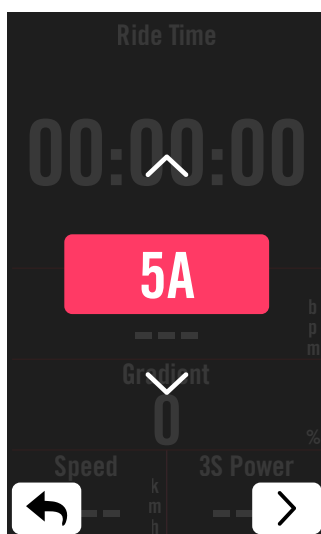 Ride Time
00:00:00
5A
---
bpm
Gradient
0
%
Speed
3S Power
--
kmh
--